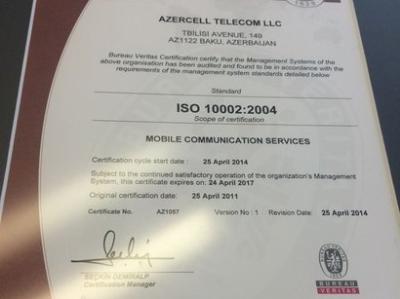 AZERCELL TELECOM LLC
TBILISI AVENUE, 149
AZ1122 BAKU, AZERBAIJAN
Bureau Veritas Certification certify that the Management Systems of the
above organisation has been audited and found to be in accordance with the
requirements of the management system standards detailed below
Standard
ISO 10002:2004
Scope of certification
MOBILE COMMUNICATION SERVICES
Certification cycle start date : 25 April 2014
Subject to the continued satisfactory operation of the organization's Management
System, this certificate expires on: 24 April 2017
Original certification date: 25 April 2011
Certificate No. AZ1057 Version No : 1 Revision Date: 25 April 2014
SEÇKİN DEMİRALP
Certification Manager
BUREAU
VERITAS